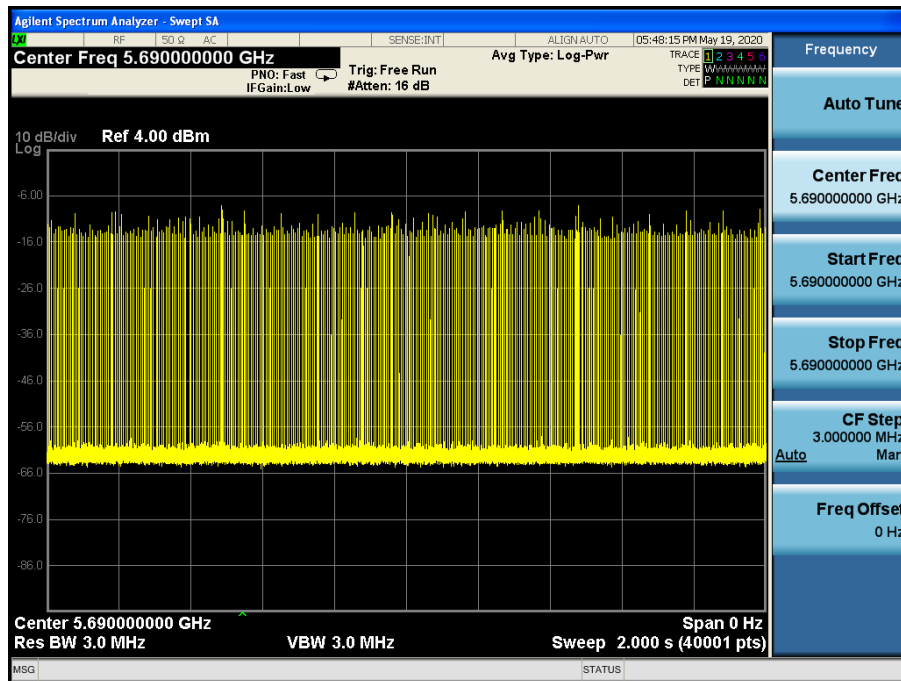 Agilent Spectrum Analyzer - Swept SA
LXI RF 50 Ω AC SENSE:INT ALIGN AUTO 05:48:15 PM May 19, 2020
Center Freq 5.690000000 GHz
PNO: Fast
IFGain:Low
Trig: Free Run
#Atten: 16 dB
Avg Type: Log-Pwr
TRACE 1 2 3 4 5 6
TYPE WWWWWW
DET P N N N N N
10 dB/div Ref 4.00 dBm
Log
-6.00
-16.0
-26.0
-36.0
-46.0
-56.0
-66.0
-76.0
-86.0
Center 5.690000000 GHz Span 0 Hz
Res BW 3.0 MHz VBW 3.0 MHz Sweep 2.000 s (40001 pts)
MSG STATUS
Frequency
Auto Tune
Center Freq
5.690000000 GHz
Start Freq
5.690000000 GHz
Stop Freq
5.690000000 GHz
CF Step
3.000000 MHz
Auto Man
Freq Offset
0 Hz